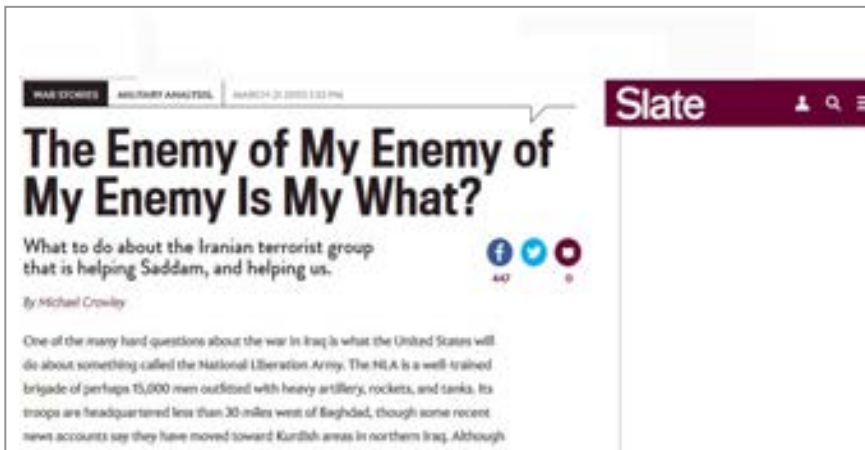 WAR STORIES MILITARY ANALYSIS
Slate
The Enemy of My Enemy of
My Enemy Is My What?
What to do about the Iranian terrorist group
that is helping Saddam, and helping us.
447
0
By Michael Crowley
One of the many hard questions about the war in Iraq is what the United States will
do about something called the National Liberation Army. The NLA is a well-trained
brigade of perhaps 15,000 men outfitted with heavy artillery, rockets, and tanks. Its
troops are headquartered less than 30 miles west of Baghdad, though some recent
news accounts say they have moved toward Kurdish areas in northern Iraq. Although